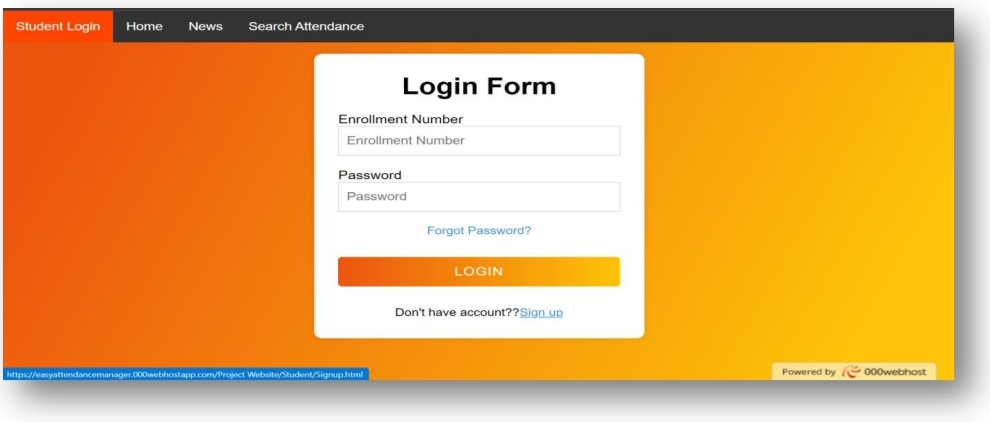 Student Login Home News Search Attendance
Login Form
Enrollment Number
Enrollment Number
Password
Password
Forgot Password?
LOGIN
Don't have account??Sign up
https://easyattendancemanager.000webhostapp.com/Project Website/Student/Signup.html
Powered by 000webhost